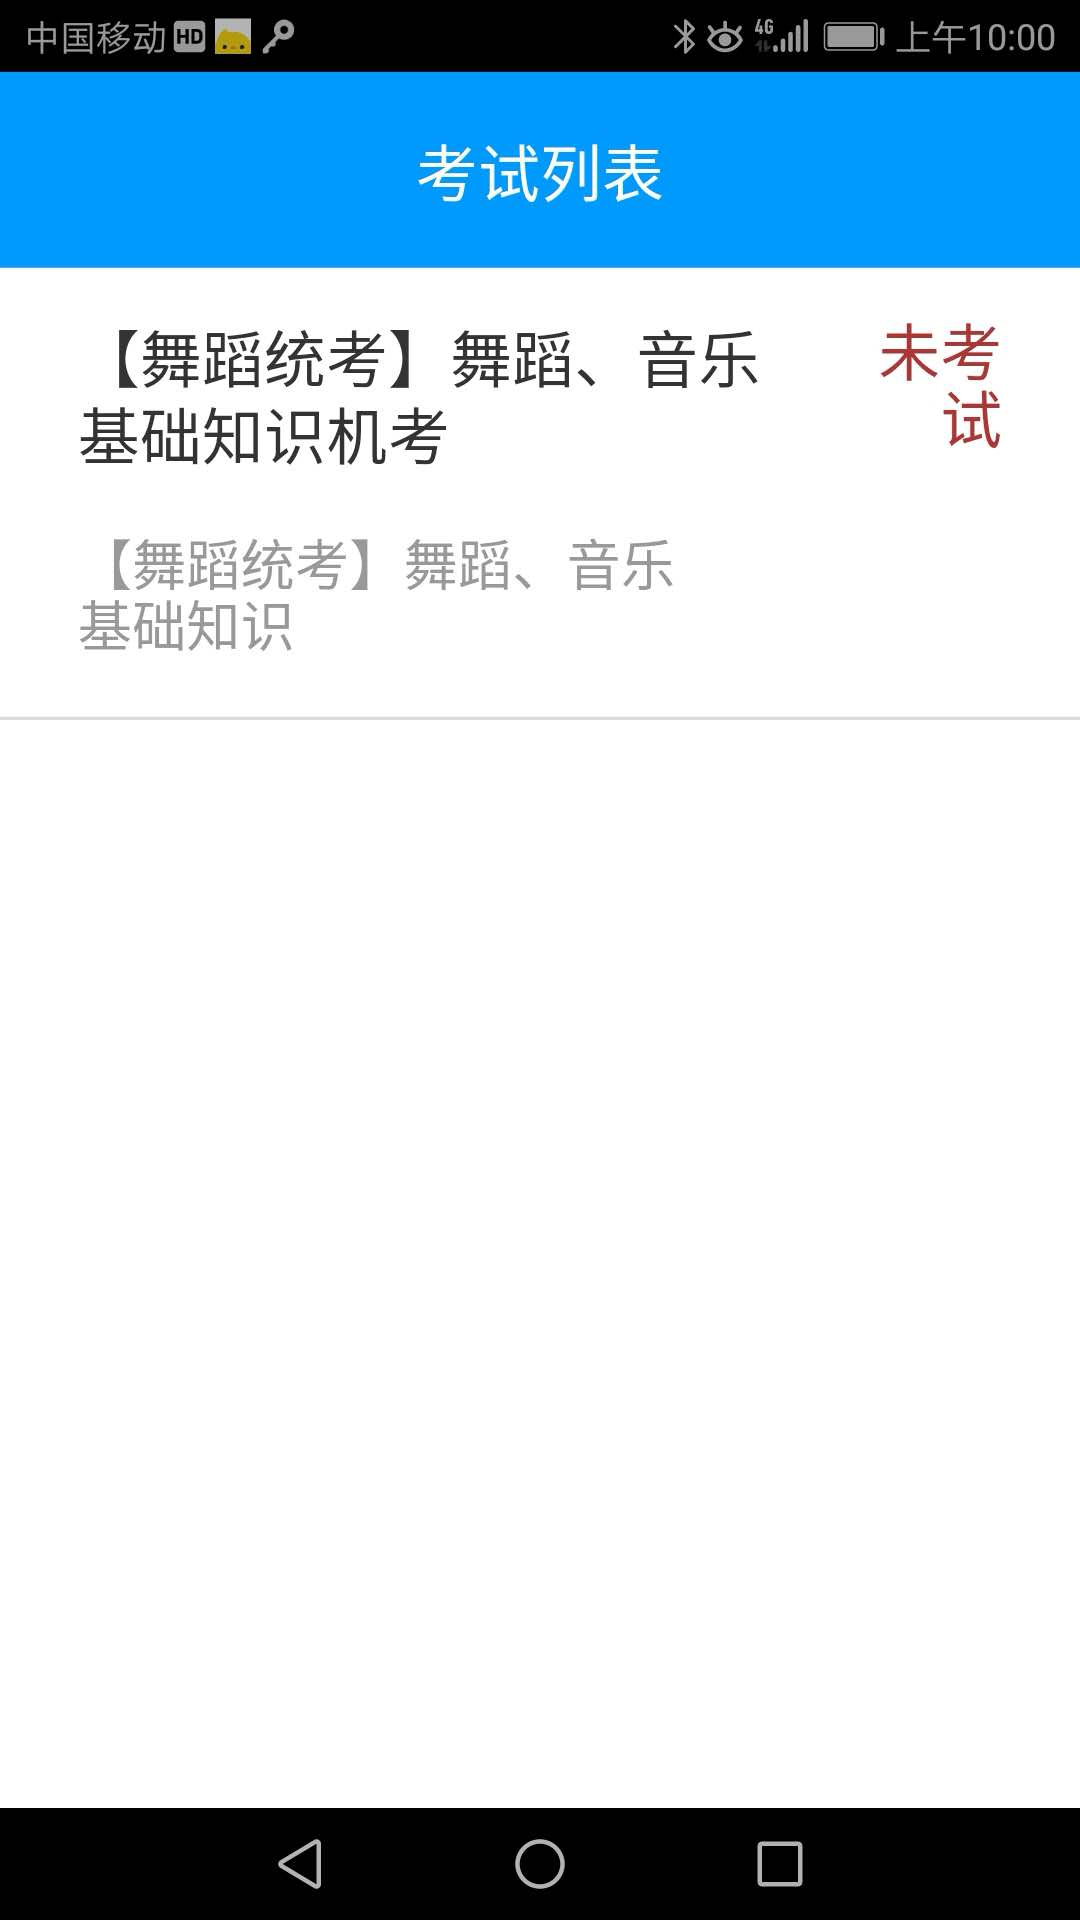 中国移动 HD 4G 上午10:00
考试列表
【舞蹈统考】舞蹈、音乐
基础知识机考
未考
试
【舞蹈统考】舞蹈、音乐
基础知识